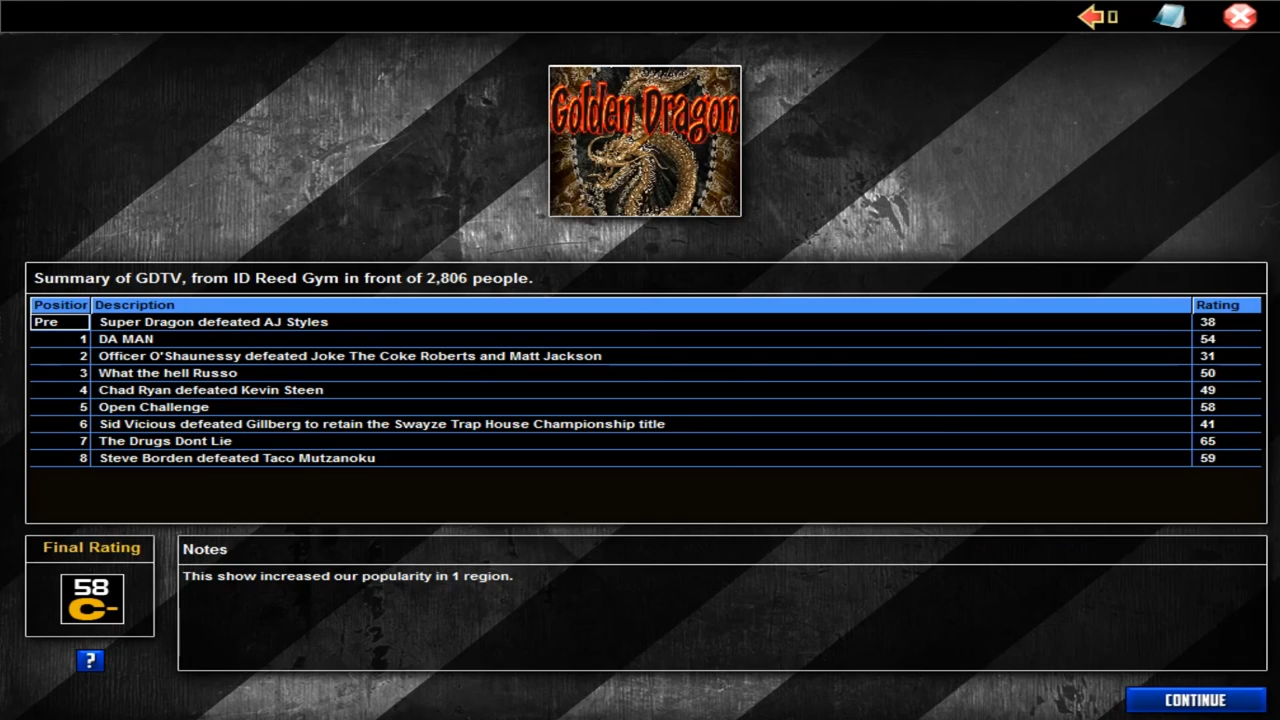 Golden Dragon
Summary of GDTV, from ID Reed Gym in front of 2,806 people.
Position Description Rating
Pre Super Dragon defeated AJ Styles 38
1 DA MAN 54
2 Officer O'Shaunessy defeated Joke The Coke Roberts and Matt Jackson 31
3 What the hell Russo 50
4 Chad Ryan defeated Kevin Steen 49
5 Open Challenge 58
6 Sid Vicious defeated Gillberg to retain the Swayze Trap House Championship title 41
7 The Drugs Dont Lie 65
8 Steve Borden defeated Taco Mutzanoku 59
Final Rating
58
C-
?
Notes
This show increased our popularity in 1 region.
CONTINUE